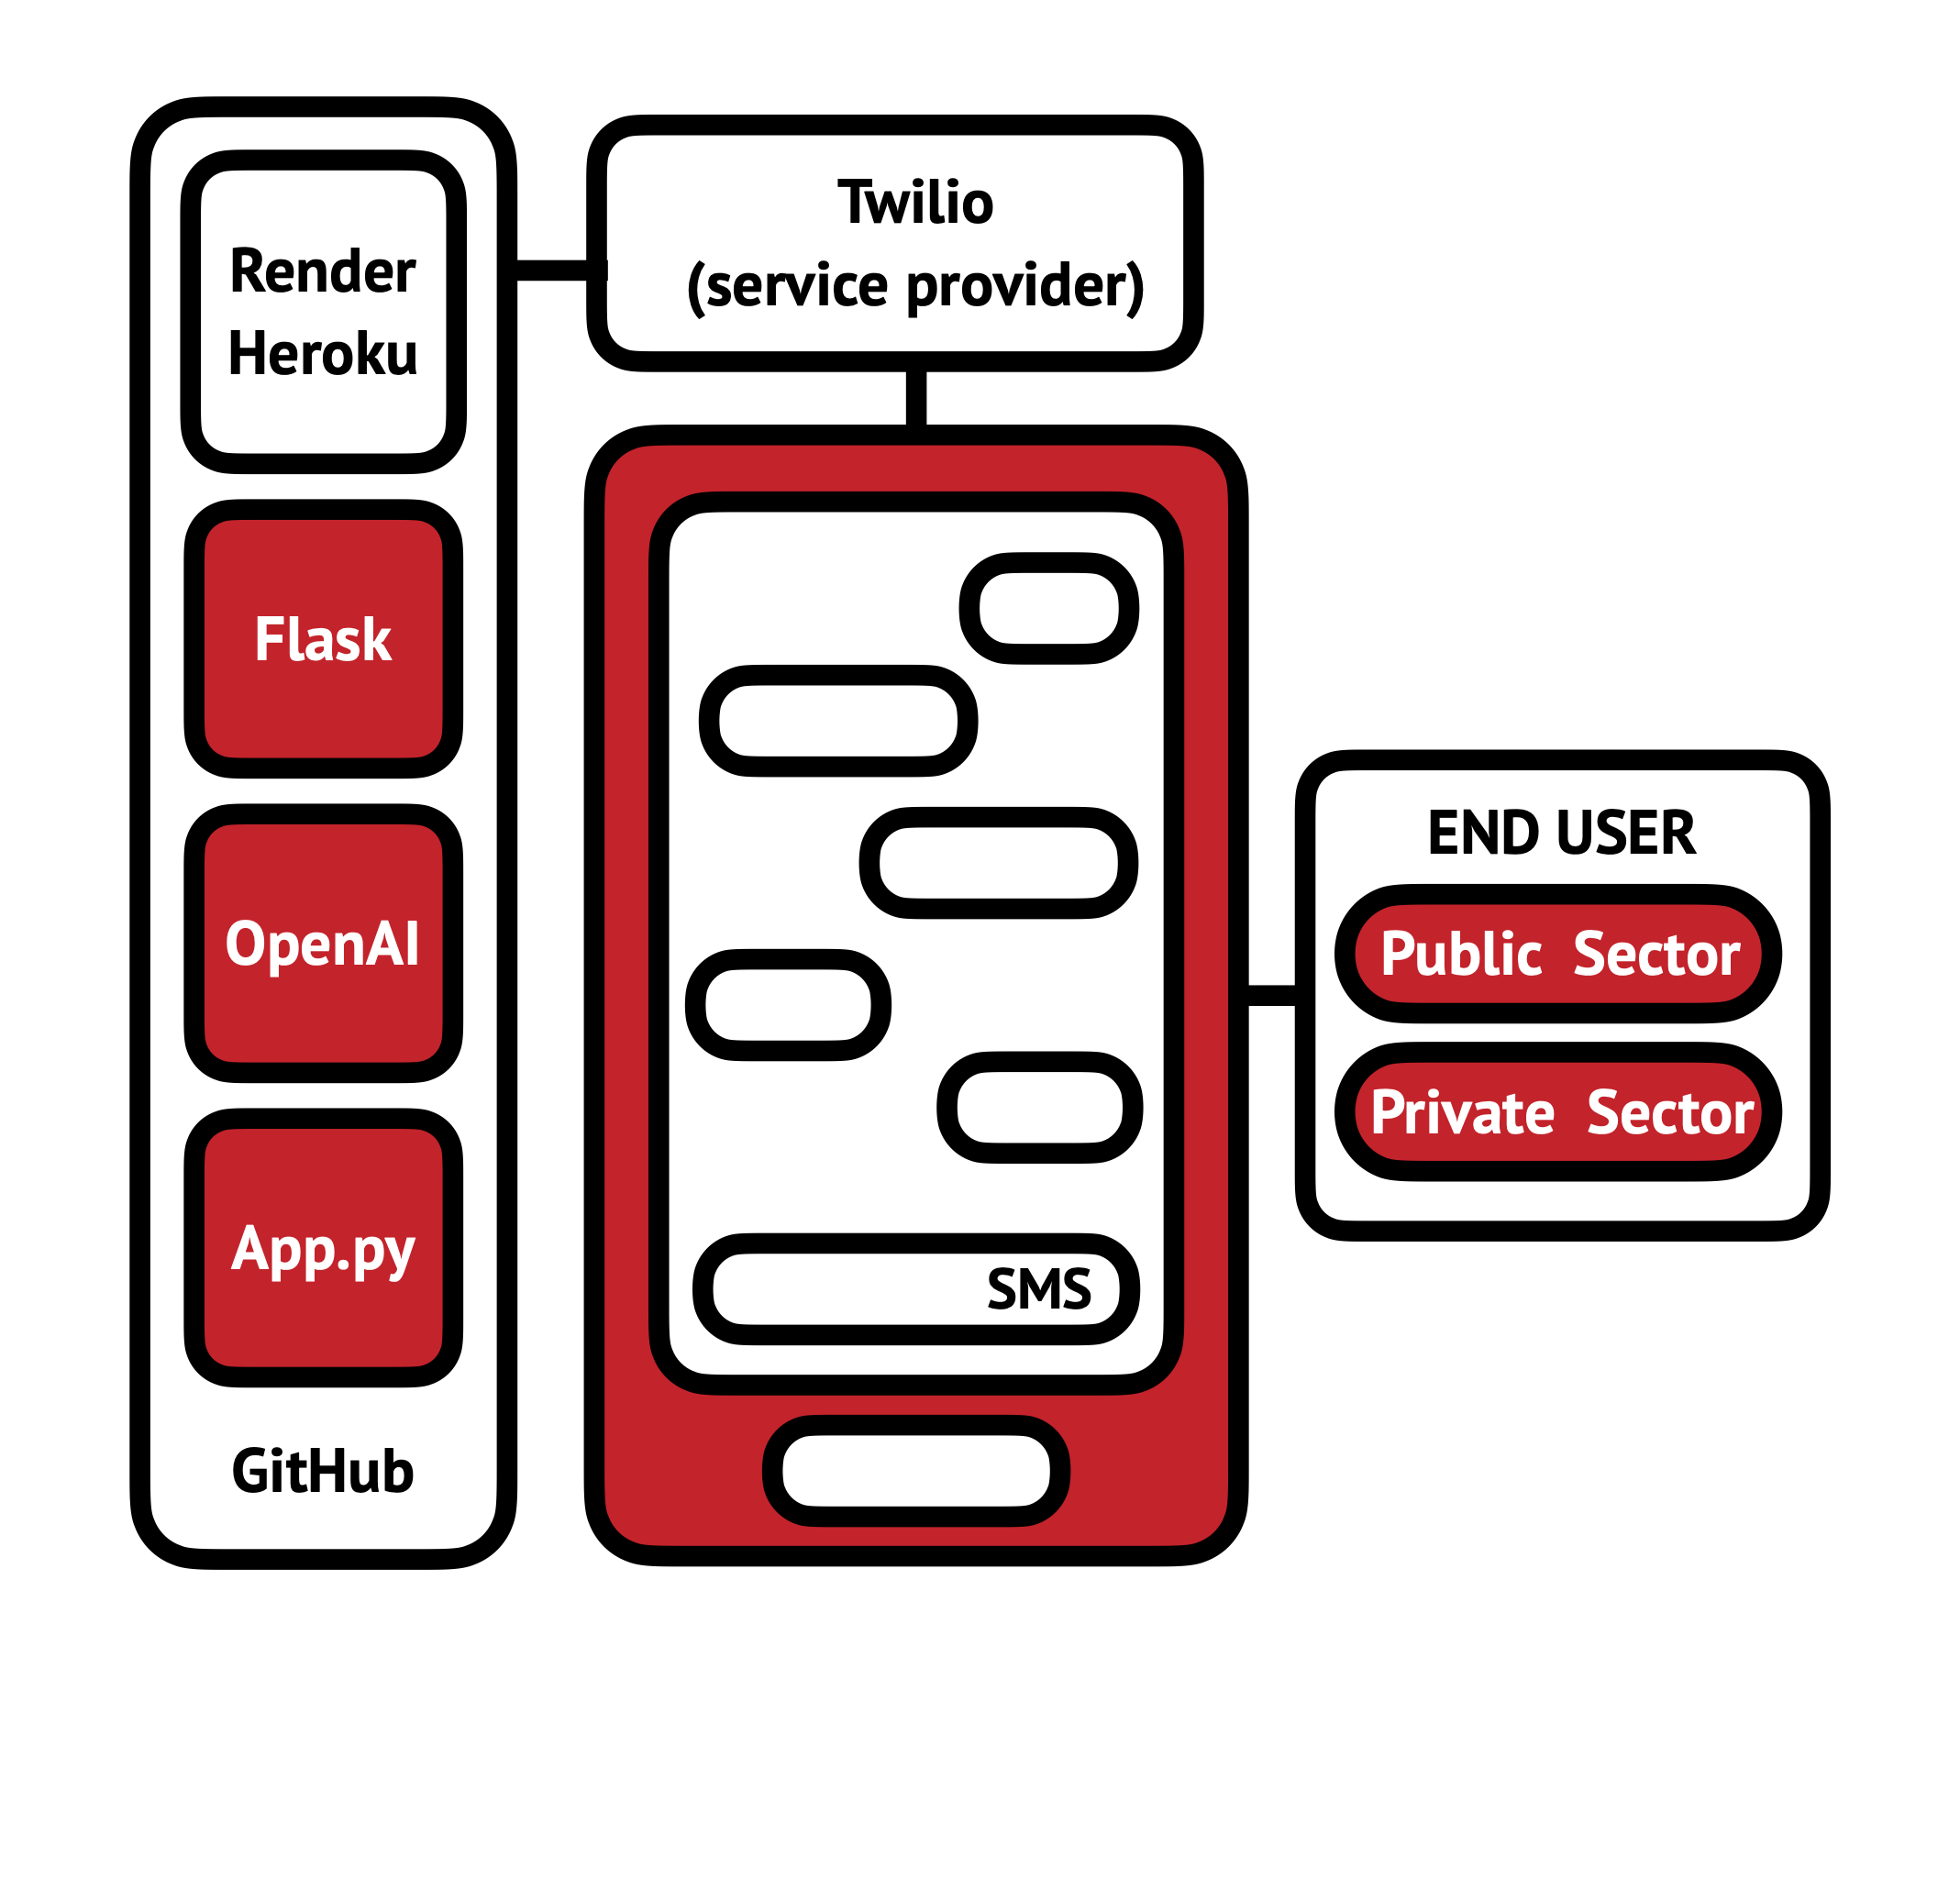 Render
Heroku
Flask
OpenAI
App.py
GitHub
Twilio
(service provider)
SMS
END USER
Public Sector
Private Sector